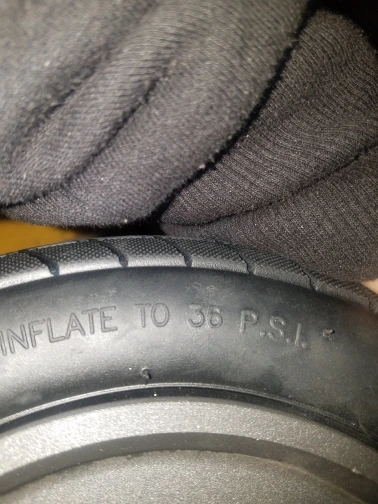 INFLATE TO 36 P.S.I.